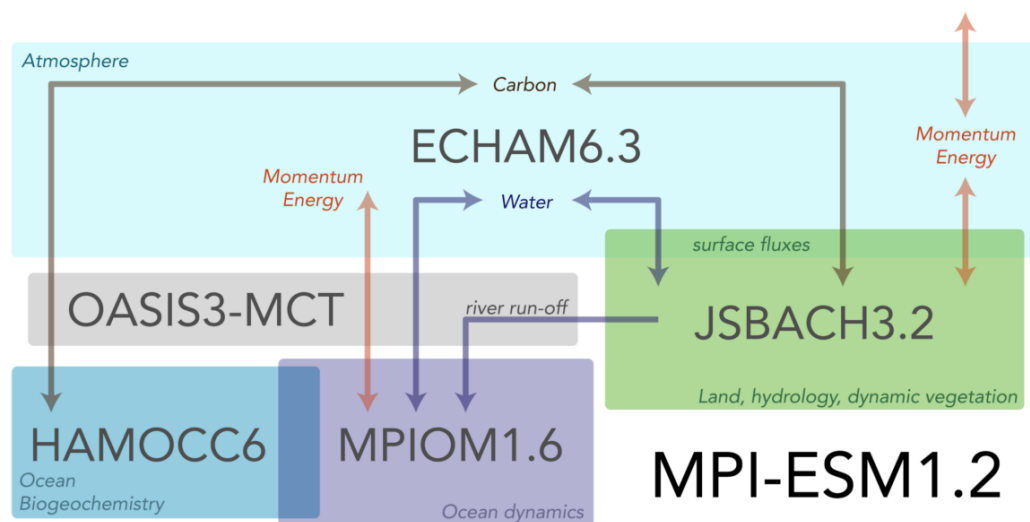 Atmosphere
Carbon
ECHAM6.3
Momentum
Energy
Momentum
Energy
Water
surface fluxes
OASIS3-MCT
river run-off
JSBACH3.2
Land, hydrology, dynamic vegetation
HAMOCC6
Ocean
Biogeochemistry
MPIOM1.6
Ocean dynamics
MPI-ESM1.2